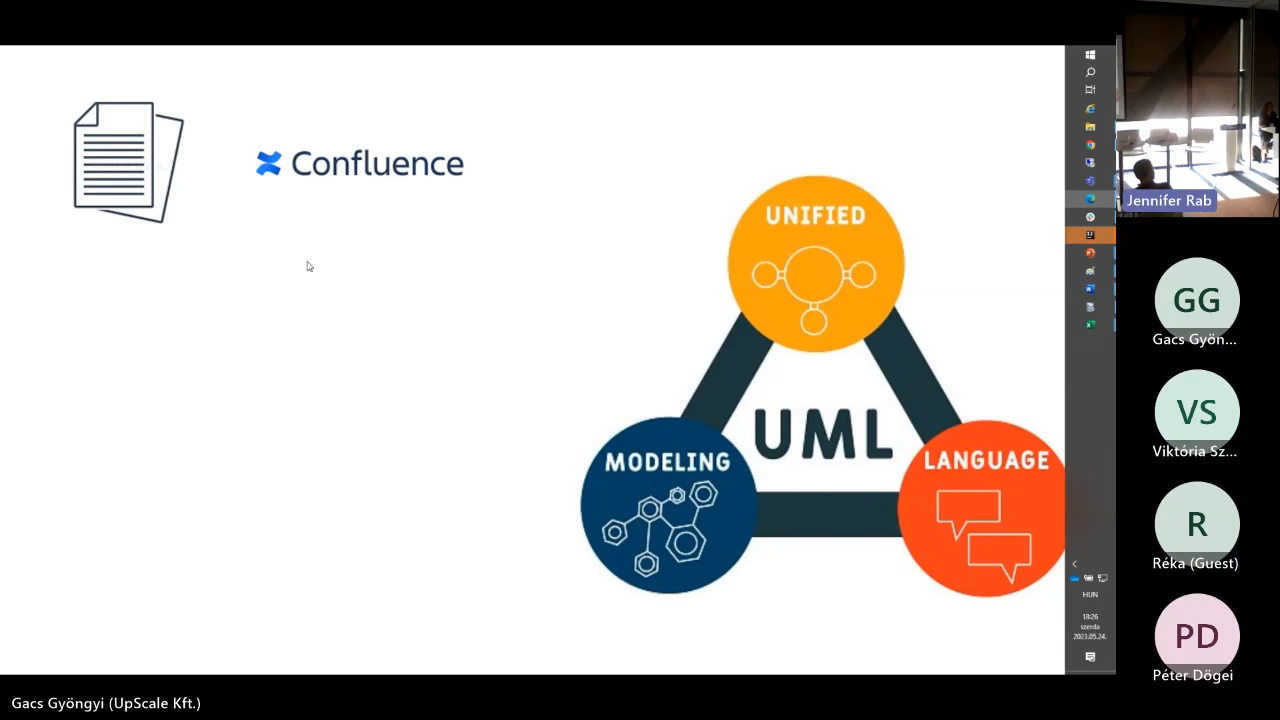 Confluence
UNIFIED
UML
MODELING
LANGUAGE
HUN
18:26
szerda
2023.05.24.
Jennifer Rab
GG
Gacs Gyön...
VS
Viktória Sz...
R
Réka (Guest)
PD
Péter Dögei
Gacs Gyöngyi (UpScale Kft.)